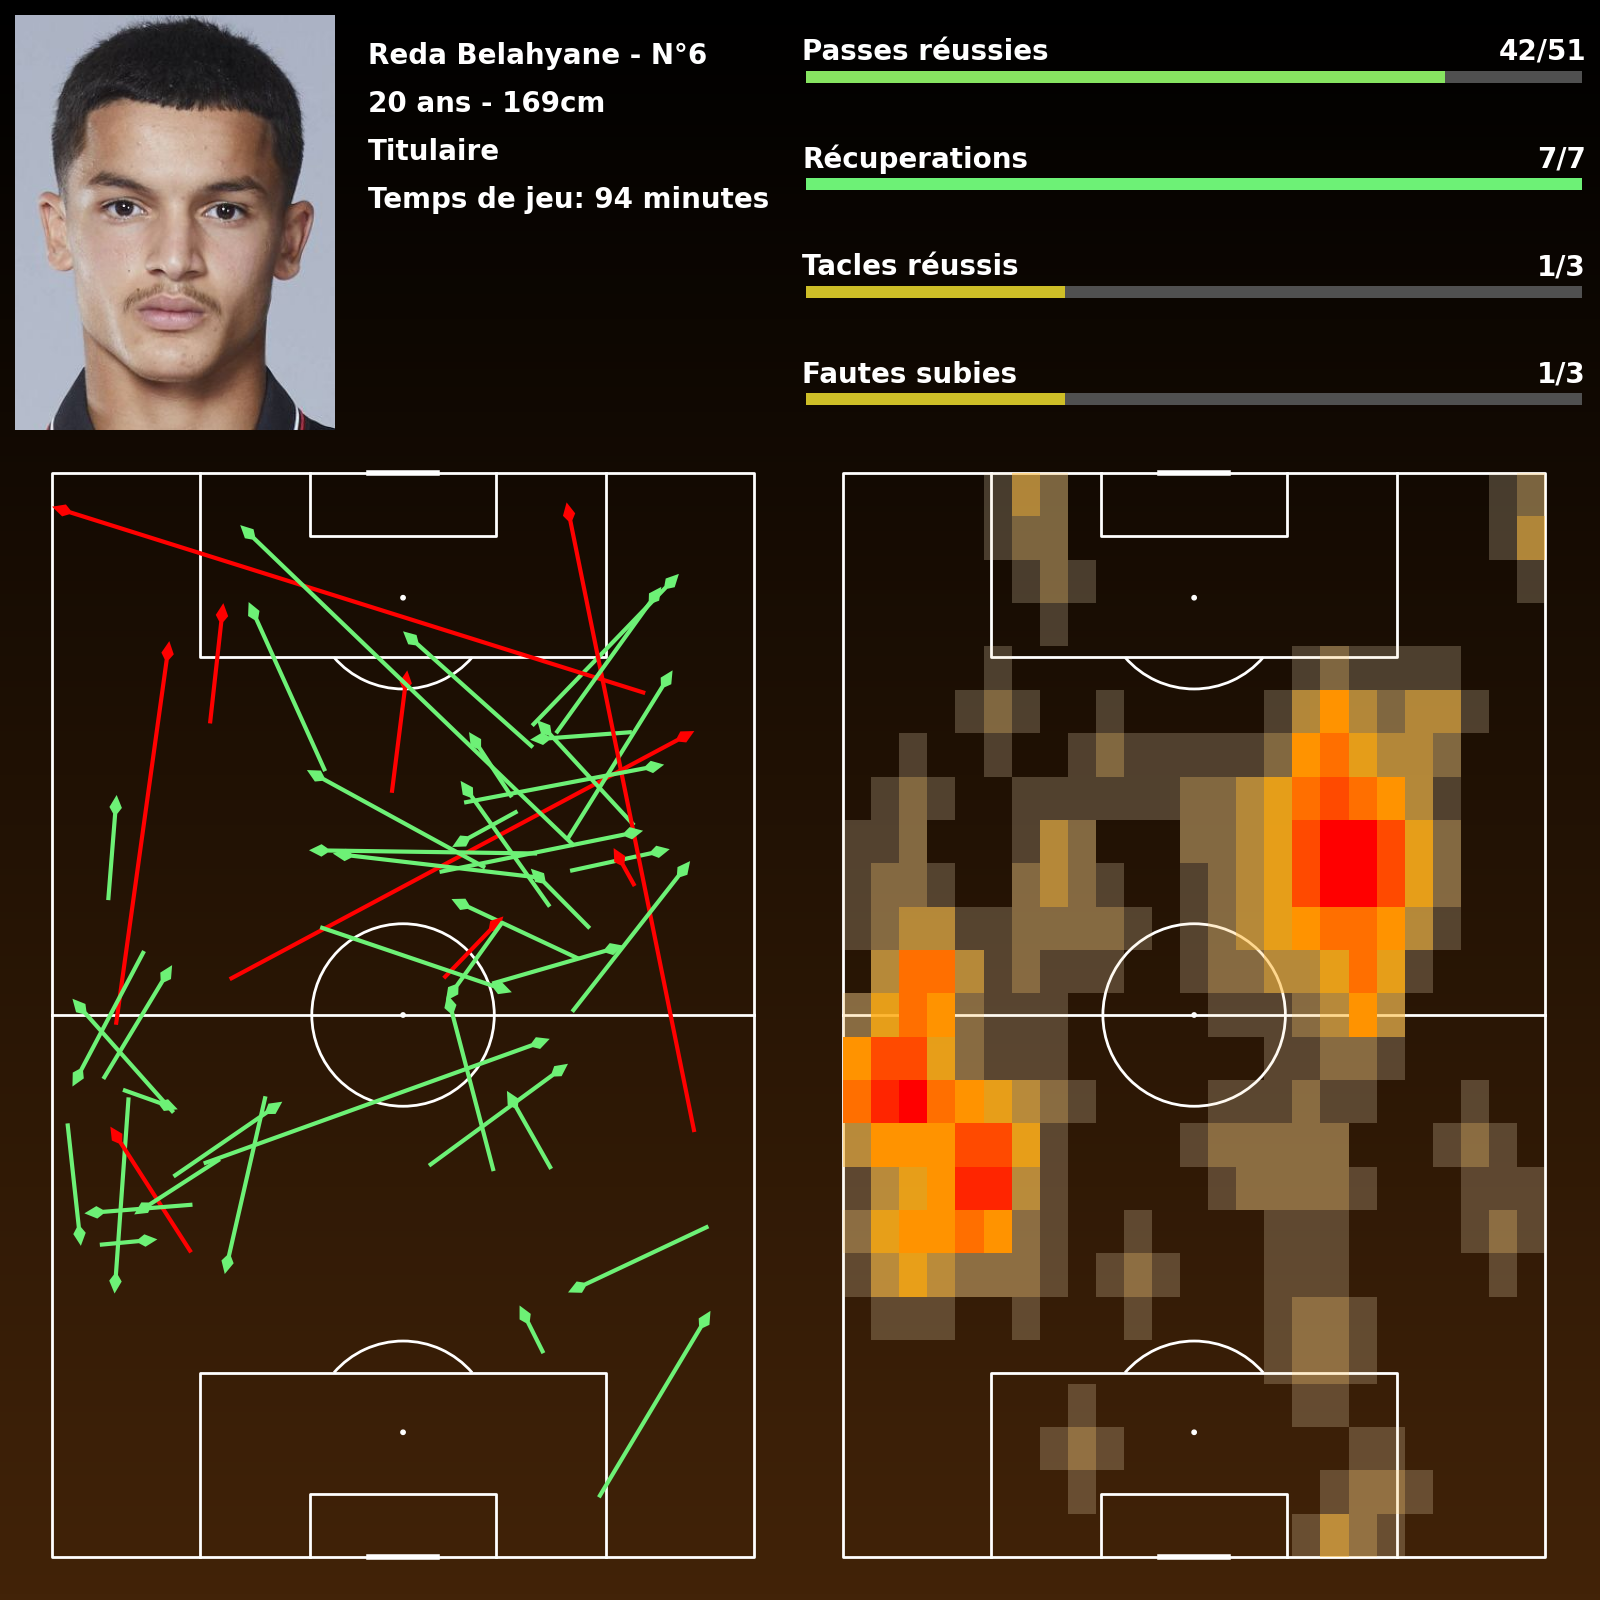 Reda Belahyane - N°6
20 ans - 169cm
Titulaire
Temps de jeu: 94 minutes
Passes réussies 42/51
Récuperations 7/7
Tacles réussis 1/3
Fautes subies 1/3